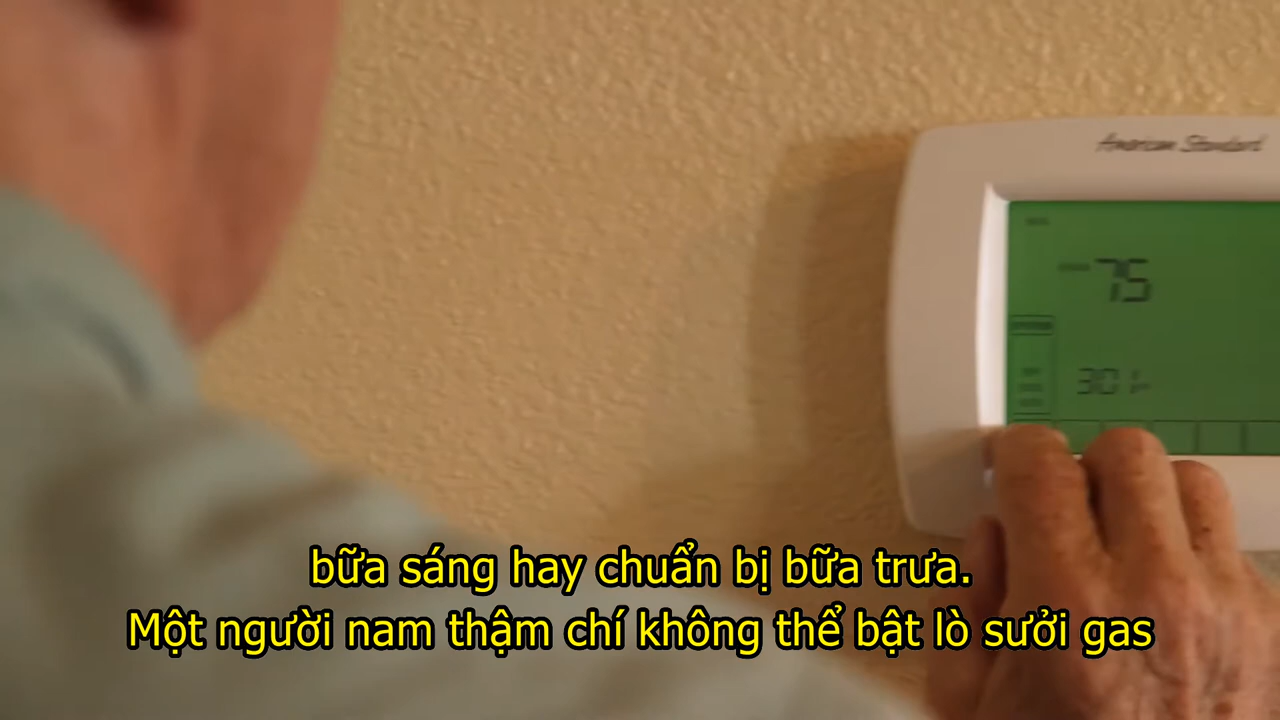 American Standard
75
bữa sáng hay chuẩn bị bữa trưa.
Một người nam thậm chí không thể bật lò sưởi gas